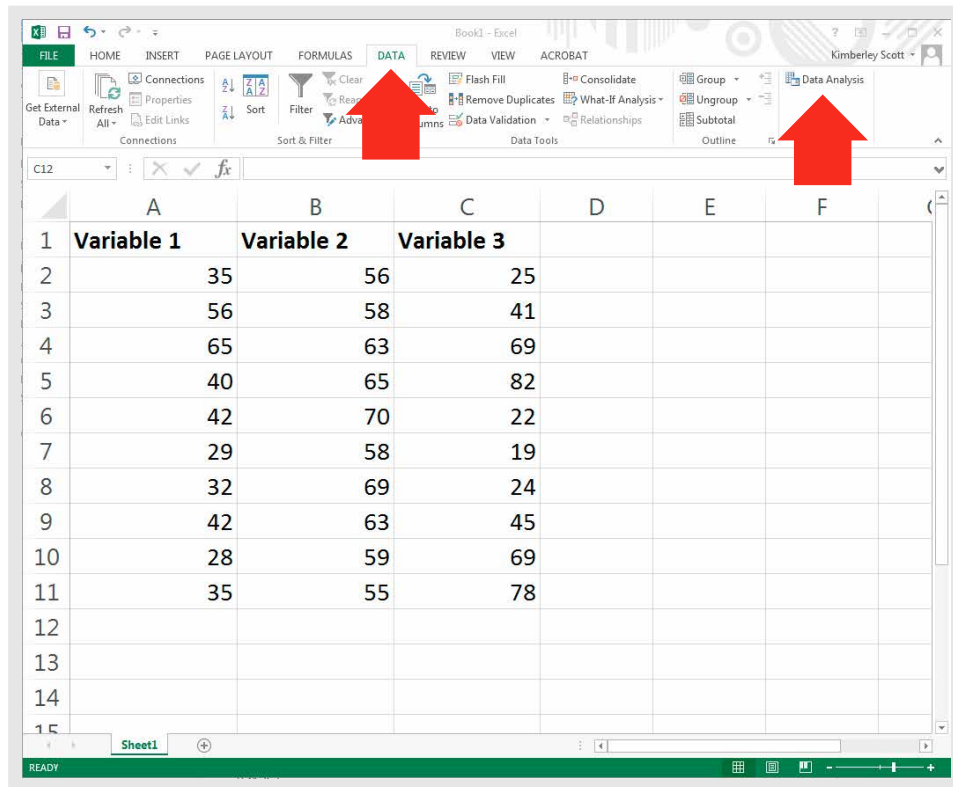 Book1 - Excel
FILE HOME INSERT PAGE LAYOUT FORMULAS DATA REVIEW VIEW ACROBAT Kimberley Scott
Connections Clear Flash Fill Consolidate Group Data Analysis
Get External Refresh Properties Sort Filter Remove Duplicates What-If Analysis Ungroup
Data All Edit Links Data Validation Relationships Subtotal
Connections Sort & Filter Data Tools Outline
C12 fx
A B C D E F
1 Variable 1 Variable 2 Variable 3
2 35 56 25
3 56 58 41
4 65 63 69
5 40 65 82
6 42 70 22
7 29 58 19
8 32 69 24
9 42 63 45
10 28 59 69
11 35 55 78
12
13
14
15
Sheet1
READY